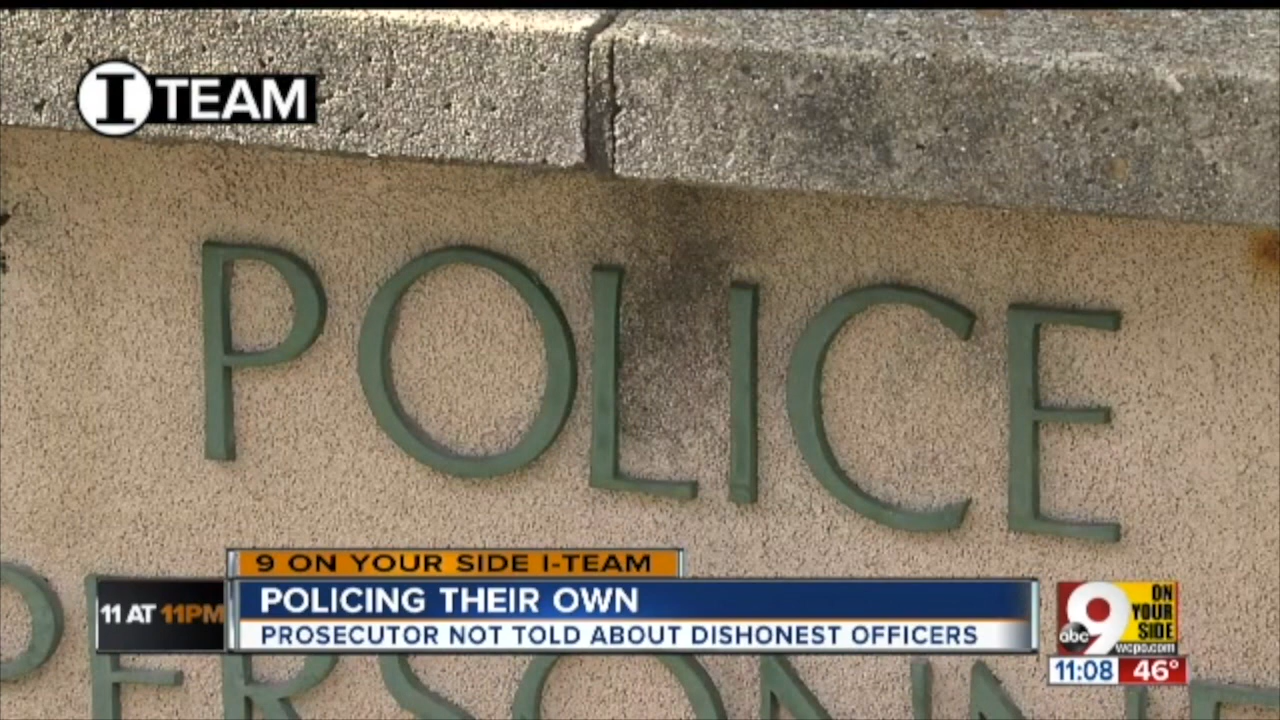 I TEAM
POLICE
9 ON YOUR SIDE I-TEAM
11 AT 11PM
POLICING THEIR OWN
PROSECUTOR NOT TOLD ABOUT DISHONEST OFFICERS
abc 9 ON YOUR SIDE
wcpo.com
11:08 46°